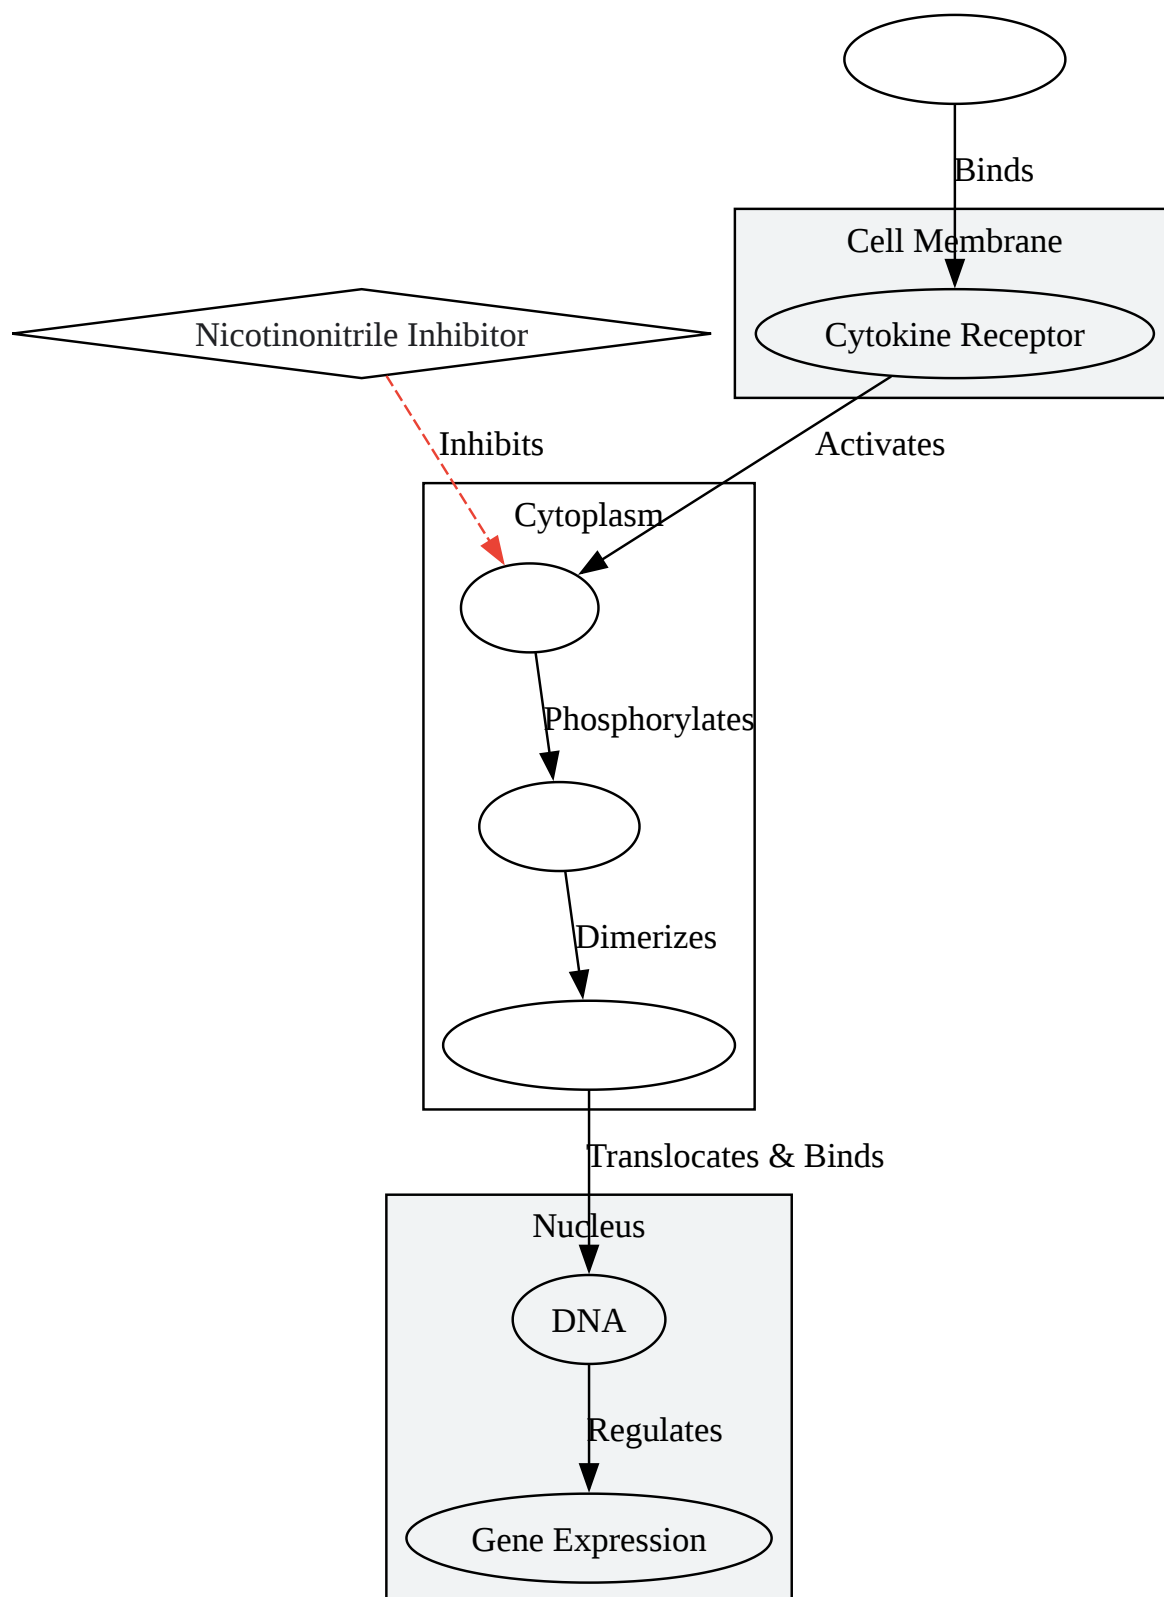 Binds
Cell Membrane
Nicotinonitrile Inhibitor
Cytokine Receptor
Inhibits
Activates
Cytoplasm
Phosphorylates
Dimerizes
Translocates & Binds
Nucleus
DNA
Regulates
Gene Expression